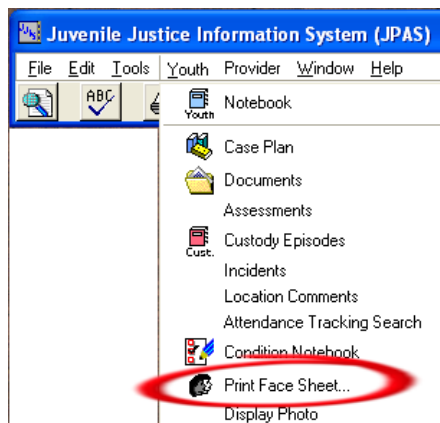 Juvenile Justice Information System (JPAS)
File Edit Tools Youth Provider Window Help
ABC
Youth Notebook
Case Plan
Documents
Assessments
Cust. Custody Episodes
Incidents
Location Comments
Attendance Tracking Search
Condition Notebook
Print Face Sheet...
Display Photo